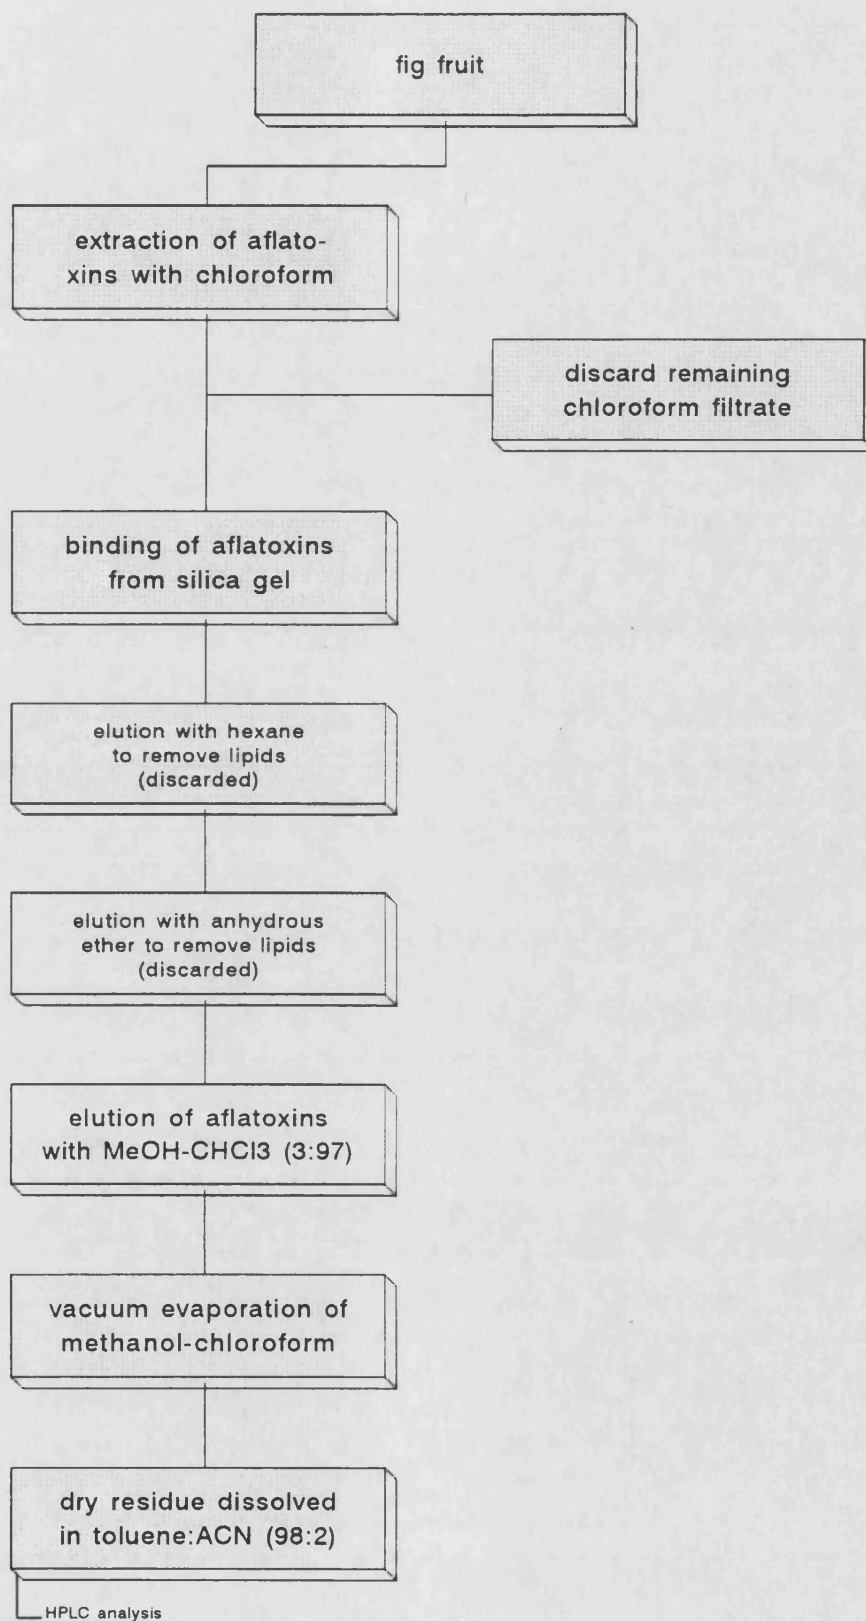 fig fruit
extraction of aflato-
xins with chloroform
discard remaining
chloroform filtrate
binding of aflatoxins
from silica gel
elution with hexane
to remove lipids
(discarded)
elution with anhydrous
ether to remove lipids
(discarded)
elution of aflatoxins
with MeOH-CHCl3 (3:97)
vacuum evaporation of
methanol-chloroform
dry residue dissolved
in toluene:ACN (98:2)
HPLC analysis